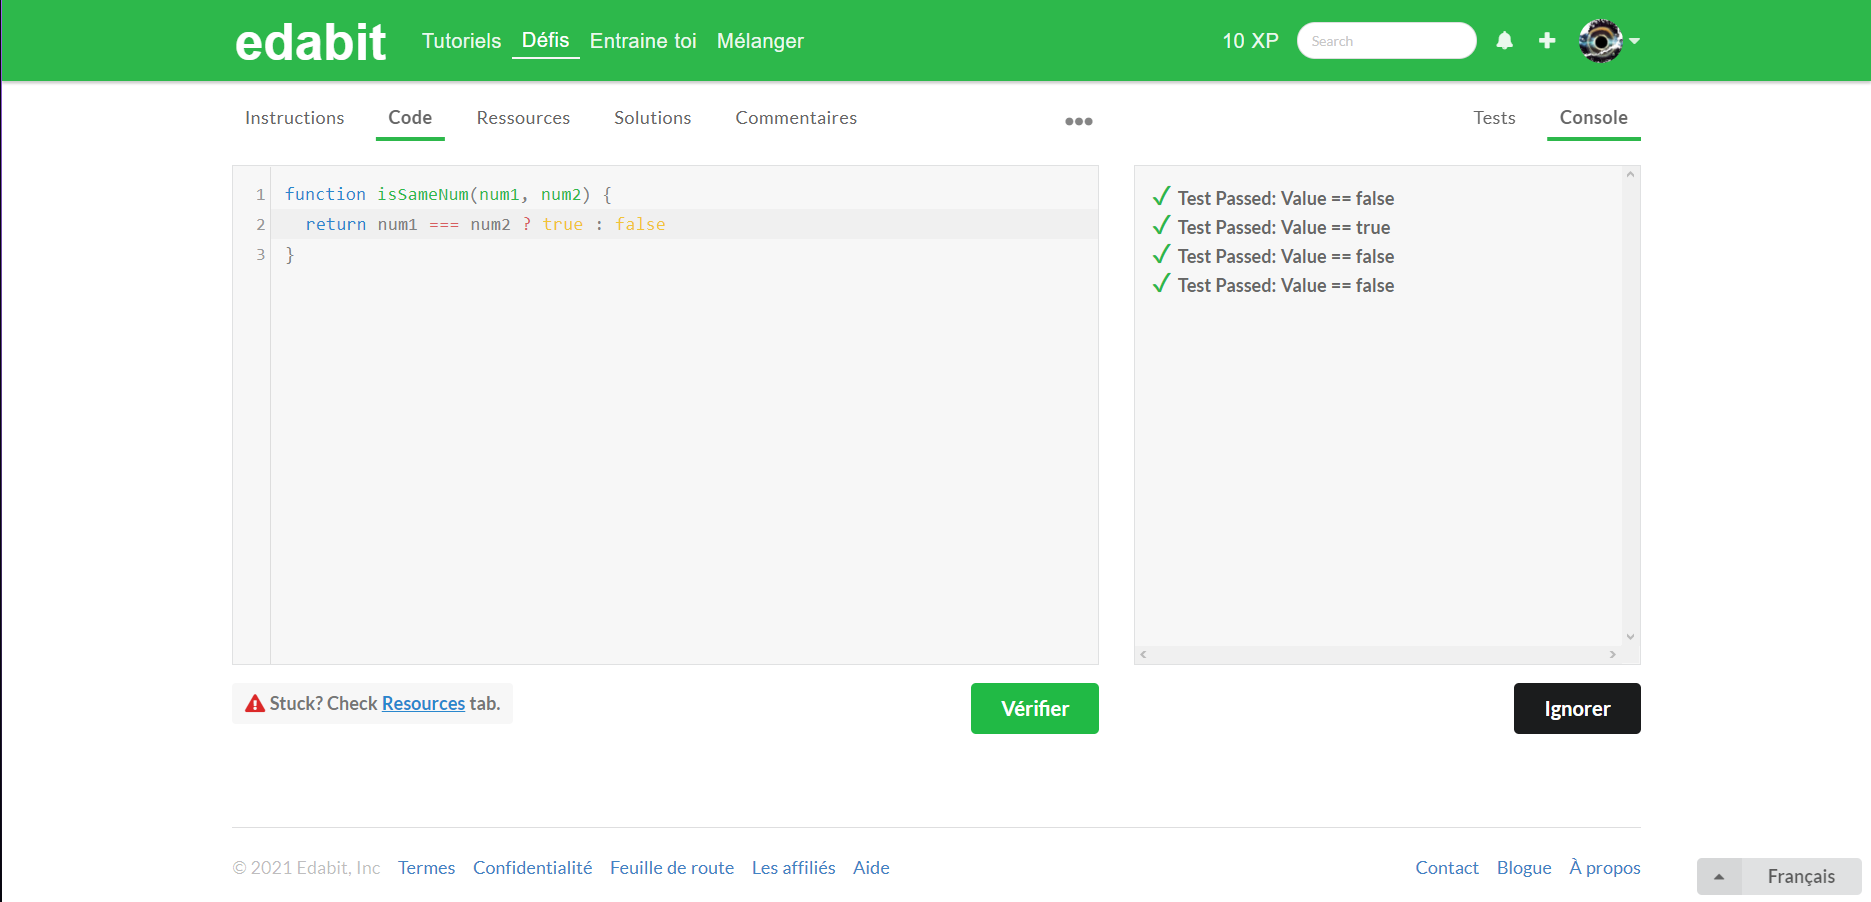 edabit Tutoriels Défis Entraine toi Mélanger 10 XP Search
Instructions Code Ressources Solutions Commentaires ••• Tests Console
1 function isSameNum(num1, num2) {
2 return num1 === num2 ? true : false
3 }
✓ Test Passed: Value == false
✓ Test Passed: Value == true
✓ Test Passed: Value == false
✓ Test Passed: Value == false
Stuck? Check Resources tab.
Vérifier
Ignorer
© 2021 Edabit, Inc Termes Confidentialité Feuille de route Les affiliés Aide Contact Blogue À propos
Français